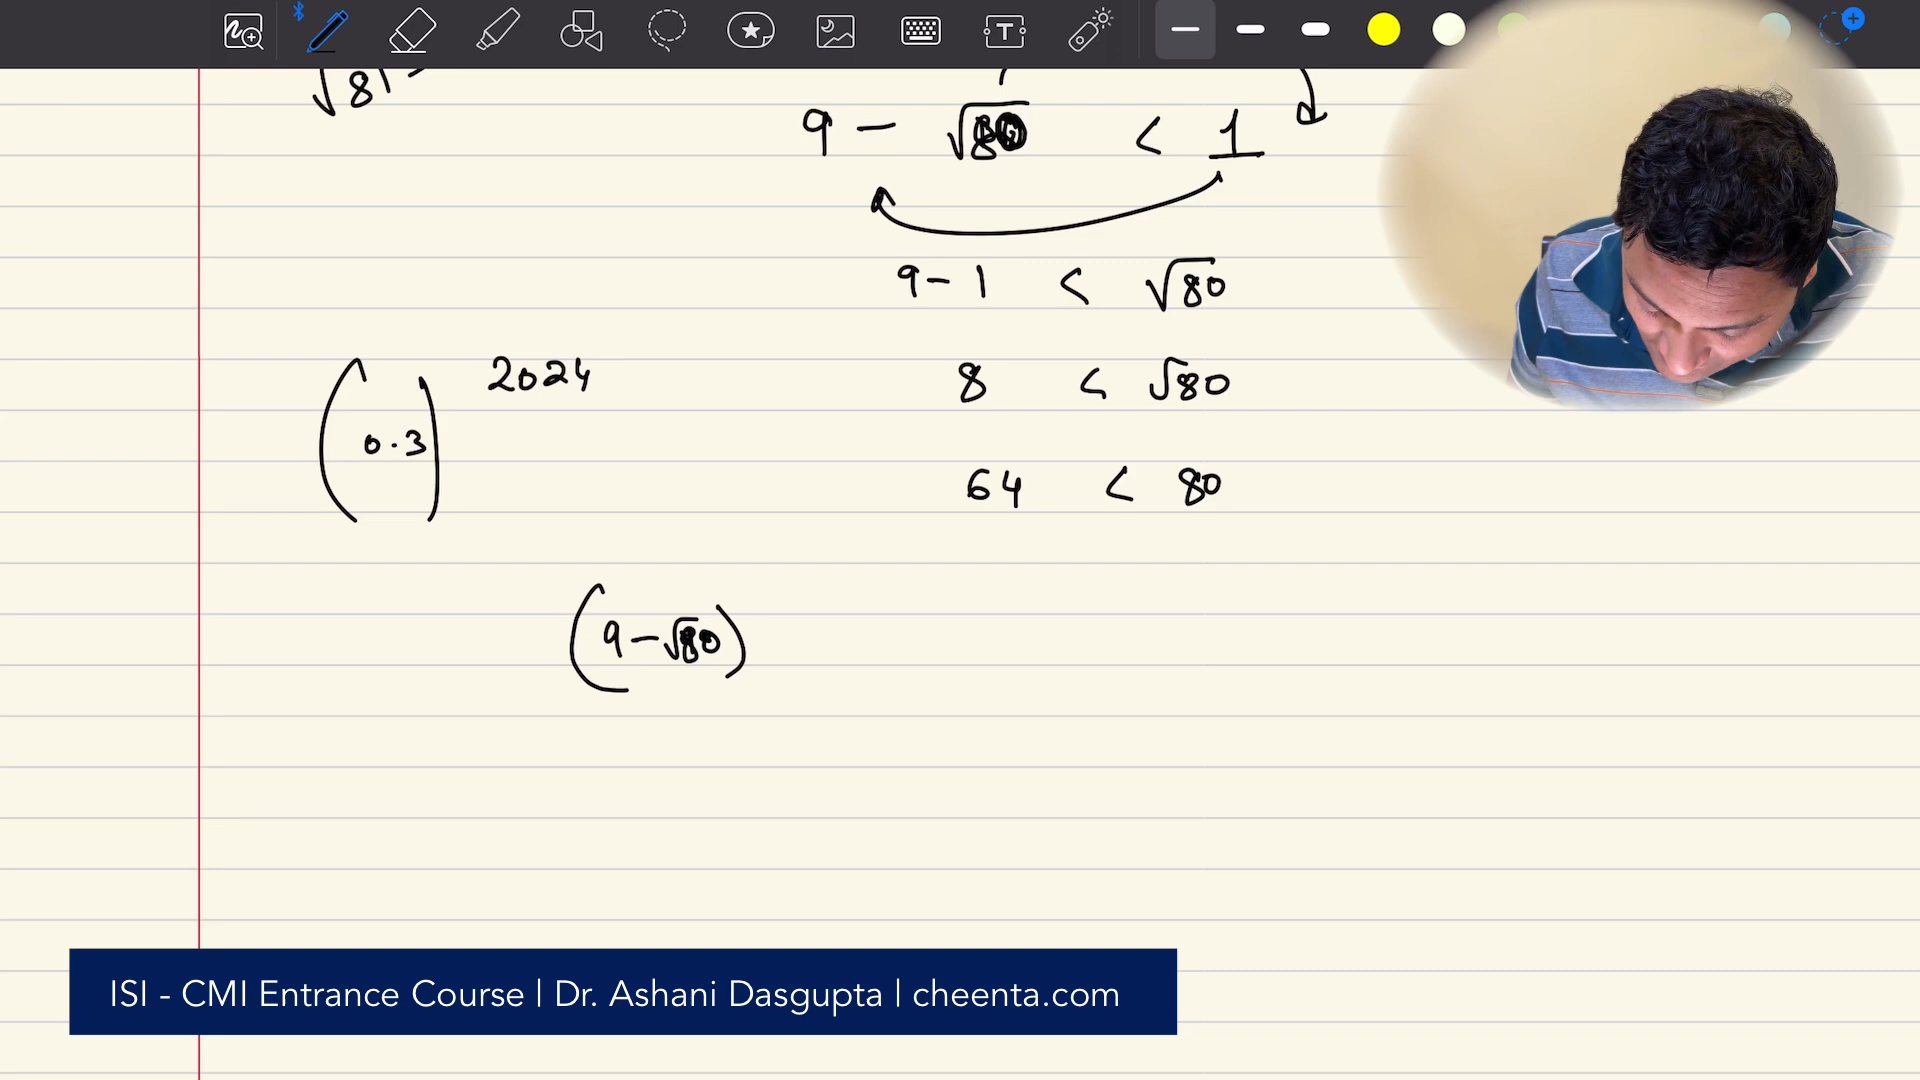 √81 -
9 - √80 < 1
9 - 1 < √80
8 < √80
64 < 80
(0.3) 2024
(9 - √80)
ISI - CMI Entrance Course | Dr. Ashani Dasgupta | cheenta.com